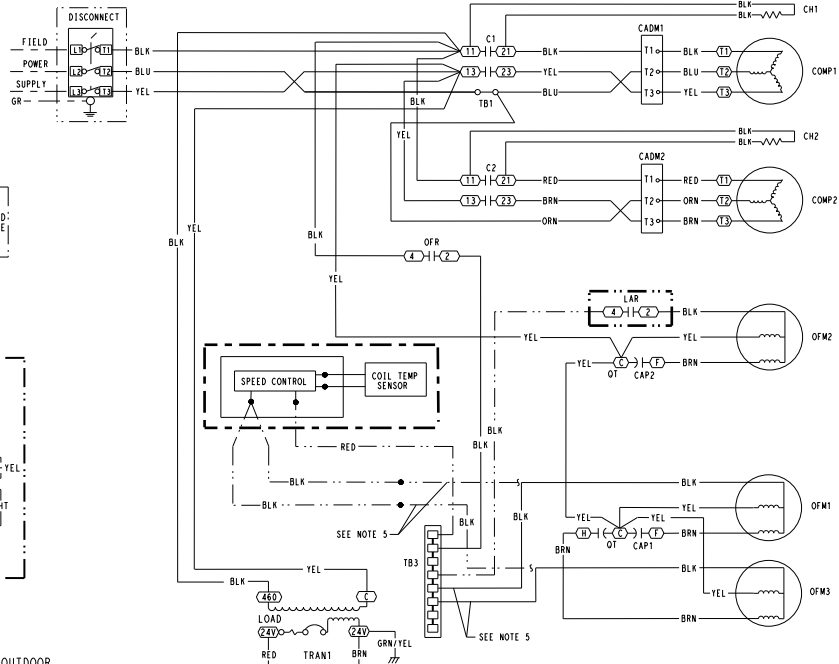 DISCONNECT
FIELD
POWER
SUPPLY
GR
L1 T1
L2 T2
L3 T3
BLK
BLU
YEL
BLK
BLK
CH1
C1
11 21
13 23
BLK
YEL
BLU
TB1
CADM1
T1
T2
T3
BLK T1
BLU T2
YEL T3
COMP1
BLK
YEL
BLK
BLK
CH2
C2
11 21
13 23
RED
BRN
ORN
CADM2
T1
T2
T3
RED T1
ORN T2
BRN T3
COMP2
D
E
YEL
BLK
BLK
YEL
OFR
4 2
LAR
4 2
BLK
YEL
YEL
YEL
C F
QT CAP2
BRN
OFM2
SPEED CONTROL
COIL TEMP
SENSOR
RED
BLK
BLK
BLK
BLK
BLK
BLK
YEL
HT
SEE NOTE 5
TB3
BLK
YEL
YEL
YEL
H C F
QT CAP1
BRN
BRN
OFM1
BLK
YEL
BRN
OFM3
SEE NOTE 5
YEL
BLK
460 C
LOAD
24V 24V
GRN/YEL
RED
TRAN1
BRN
OUTDOOR